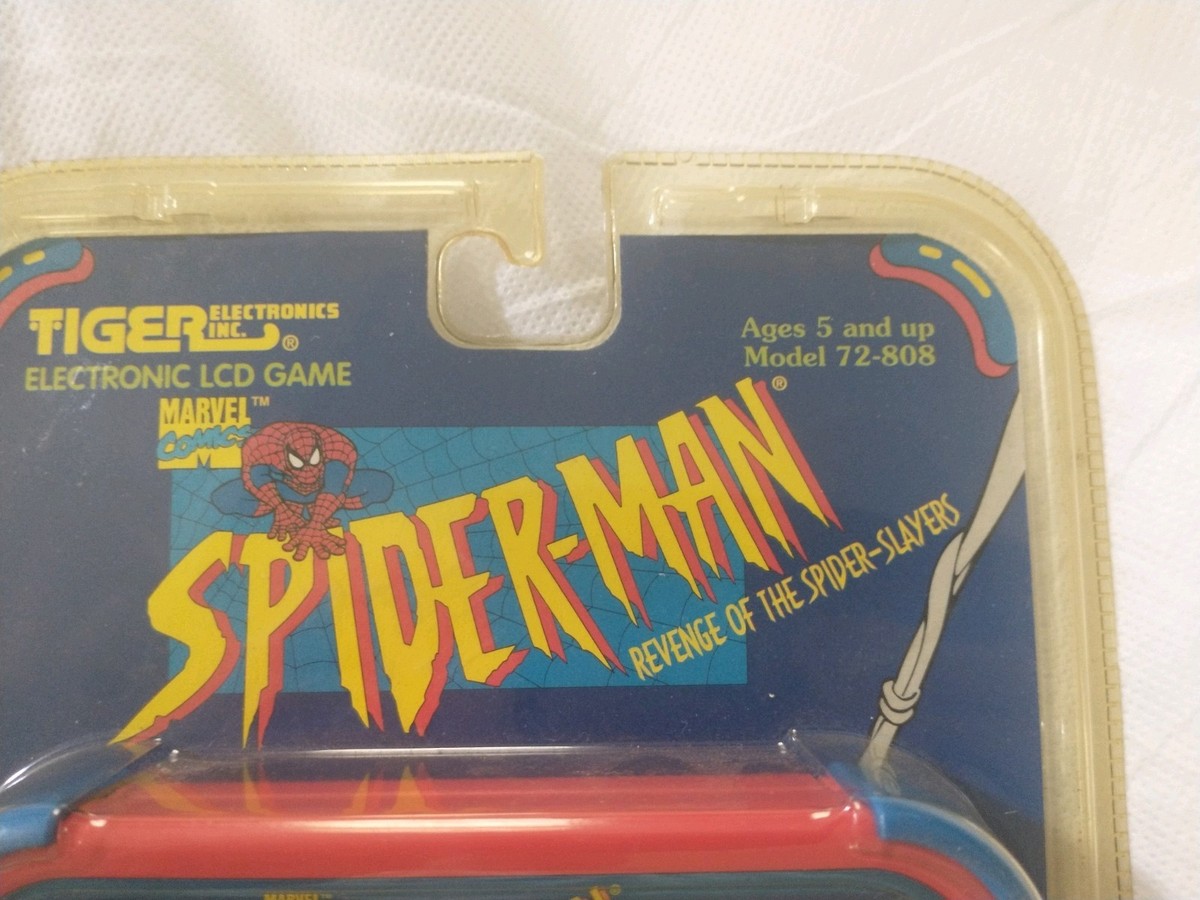 TIGER ELECTRONICS INC.®
ELECTRONIC LCD GAME
Ages 5 and up
Model 72-808
MARVEL™
COMICS
SPIDER-MAN®
REVENGE OF THE SPIDER-SLAYERS
MARVEL